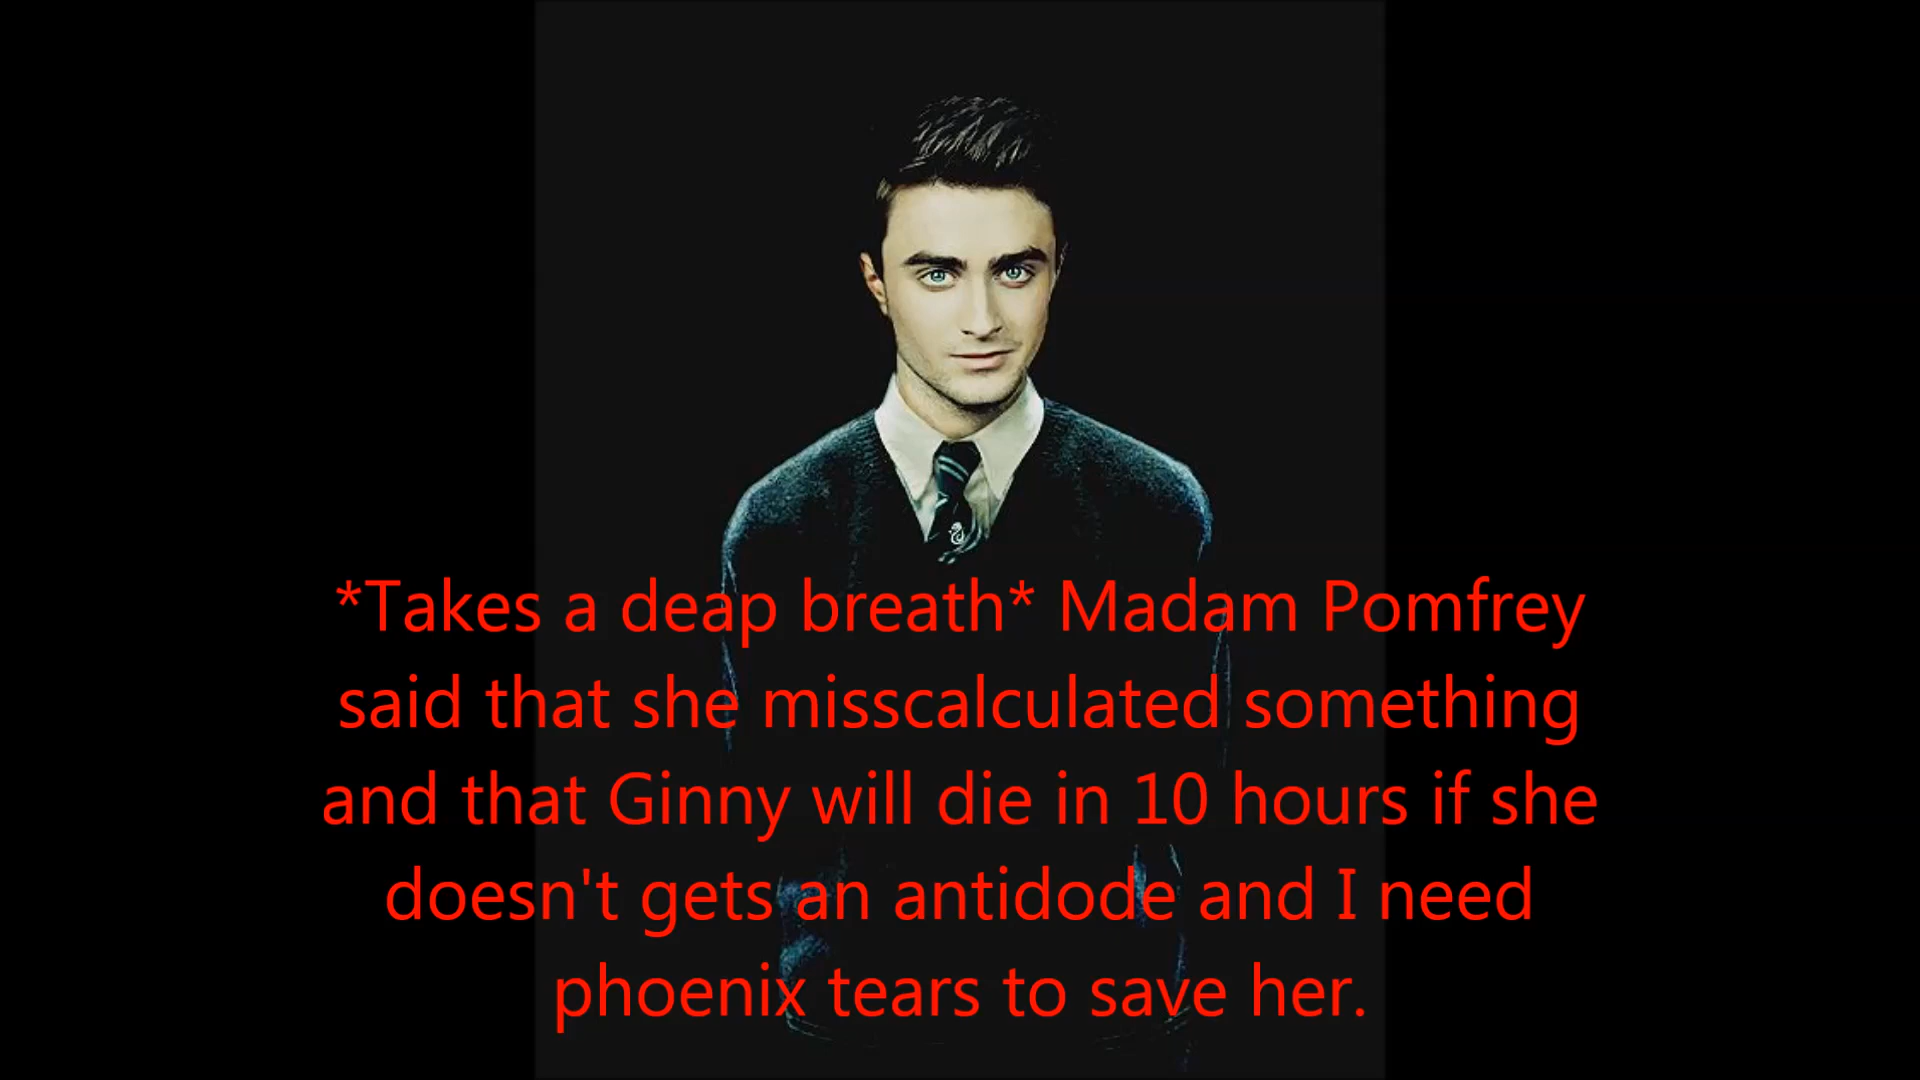 *Takes a deap breath* Madam Pomfrey
said that she misscalculated something
and that Ginny will die in 10 hours if she
doesn't gets an antidode and I need
phoenix tears to save her.